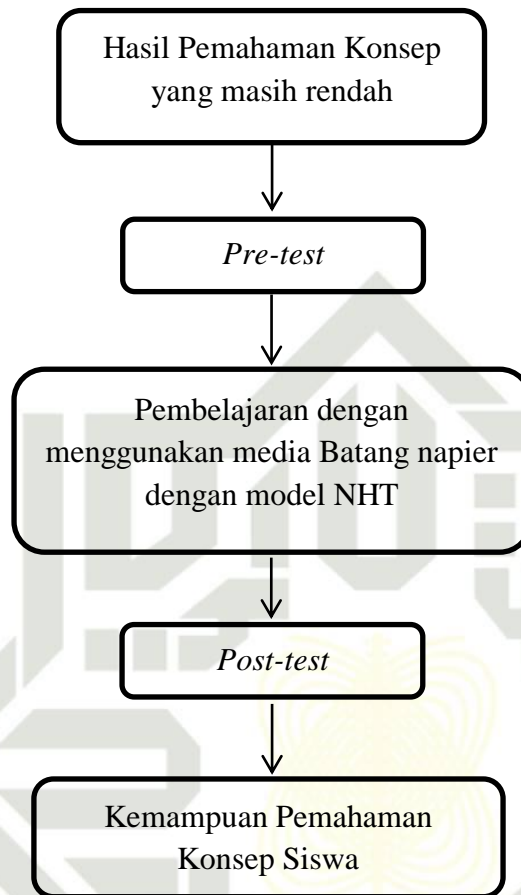 Hasil Pemahaman Konsep
yang masih rendah
Pre-test
Pembelajaran dengan
menggunakan media Batang napier
dengan model NHT
Post-test
Kemampuan Pemahaman
Konsep Siswa